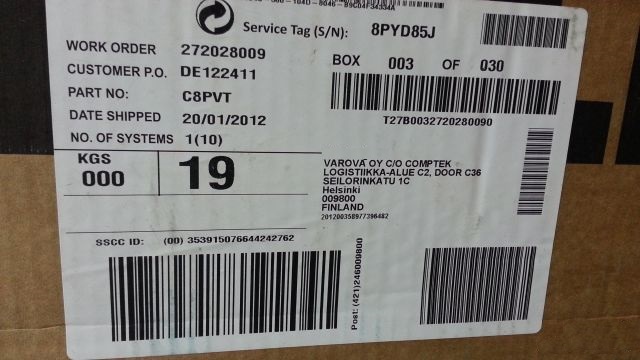 Service Tag (S/N): 8PYD85J
WORK ORDER 272028009
BOX 003 OF 030
CUSTOMER P.O. DE122411
PART NO: C8PVT
T27B0032720280090
DATE SHIPPED 20/01/2012
NO. OF SYSTEMS 1(10)
KGS
000
19
VAROVA OY C/O COMPTEK
LOGISTIIKKA-ALUE C2, DOOR C36
SEILORINKATU 1C
Helsinki
009800
FINLAND
201200358977396482
SSCC ID: (00) 353915076644242762
Post: (421)246009800